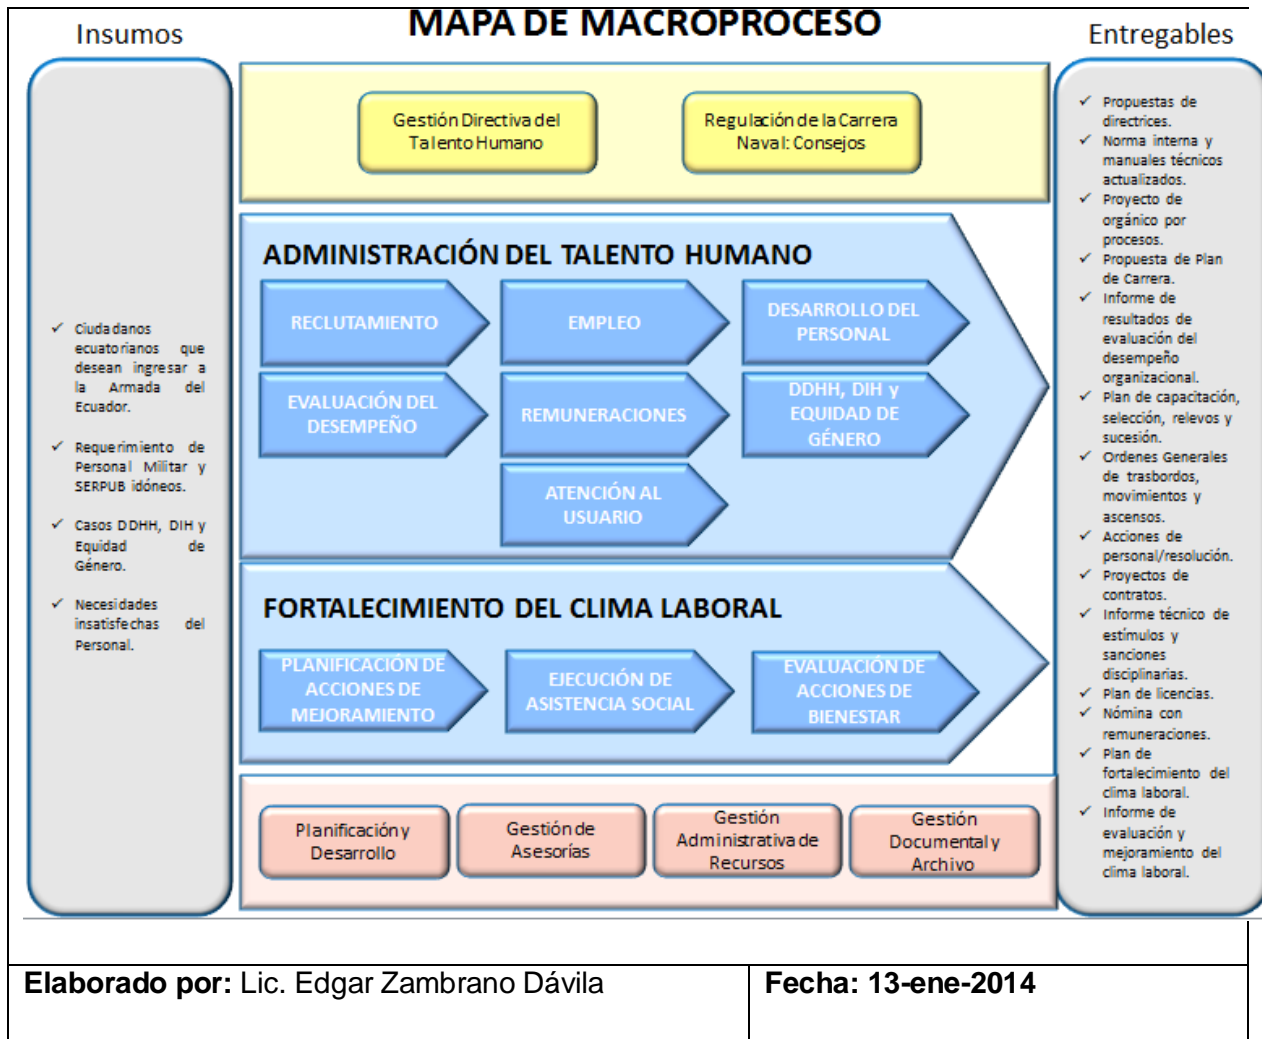 MAPA DE MACROPROCESO
Insumos
✓ Ciudadanos
ecuatorianos que
desean ingresar a
la Armada del
Ecuador.
✓ Requerimiento de
Personal Militar y
SERPUB idóneos.
✓ Casos DDHH, DIH y
Equidad de
Género.
✓ Necesidades
insatisfechas del
Personal.
Gestión Directiva del
Talento Humano
Regulación de la Carrera
Naval: Consejos
ADMINISTRACIÓN DEL TALENTO HUMANO
RECLUTAMIENTO
EMPLEO
DESARROLLO DEL
PERSONAL
EVALUACIÓN DEL
DESEMPEÑO
REMUNERACIONES
DDHH, DIH y
EQUIDAD DE
GÉNERO
ATENCIÓN AL
USUARIO
FORTALECIMIENTO DEL CLIMA LABORAL
PLANIFICACIÓN DE
ACCIONES DE
MEJORAMIENTO
EJECUCIÓN DE
ASISTENCIA SOCIAL
EVALUACIÓN DE
ACCIONES DE
BIENESTAR
Planificación y
Desarrollo
Gestión de
Asesorías
Gestión
Administrativa de
Recursos
Gestión
Documental y
Archivo
Entregables
✓ Propuestas de
directrices.
✓ Norma interna y
manuales técnicos
actualizados.
✓ Proyecto de
orgánico por
procesos.
✓ Propuesta de Plan
de Carrera.
✓ Informe de
resultados de
evaluación del
desempeño
organizacional.
✓ Plan de capacitación,
selección, relevos y
sucesión.
✓ Ordenes Generales
de trasbordos,
movimientos y
ascensos.
✓ Acciones de
personal/resolución.
✓ Proyectos de
contratos.
✓ Informe técnico de
estímulos y
sanciones
disciplinarias.
✓ Plan de licencias.
✓ Nómina con
remuneraciones.
✓ Plan de
fortalecimiento del
clima laboral.
✓ Informe de
evaluación y
mejoramiento del
clima laboral.
Elaborado por: Lic. Edgar Zambrano Dávila
Fecha: 13-ene-2014